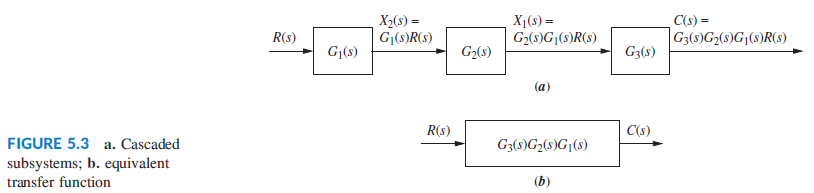 X₂(s) =
X₁(s) =
C(s) =
R(s)
G₁(s)R(s)
G₂(s)G₁(s)R(s)
G₃(s)G₂(s)G₁(s)R(s)
G₁(s)
G₂(s)
G₃(s)
(a)
R(s)
C(s)
G₃(s)G₂(s)G₁(s)
(b)
FIGURE 5.3 a. Cascaded
subsystems; b. equivalent
transfer function